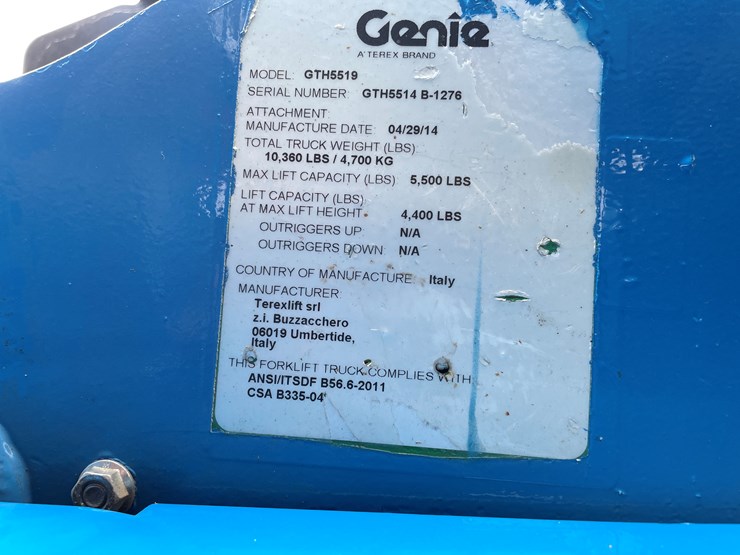 Genie
A TEREX BRAND
MODEL: GTH5519
SERIAL NUMBER: GTH5514 B-1276
ATTACHMENT:
MANUFACTURE DATE: 04/29/14
TOTAL TRUCK WEIGHT (LBS):
10,360 LBS / 4,700 KG
MAX LIFT CAPACITY (LBS): 5,500 LBS
LIFT CAPACITY (LBS)
AT MAX LIFT HEIGHT: 4,400 LBS
OUTRIGGERS UP: N/A
OUTRIGGERS DOWN: N/A
COUNTRY OF MANUFACTURE: Italy
MANUFACTURER:
Terexlift srl
z.i. Buzzacchero
06019 Umbertide,
Italy
THIS FORKLIFT TRUCK COMPLIES WITH:
ANSI/ITSDF B56.6-2011
CSA B335-04